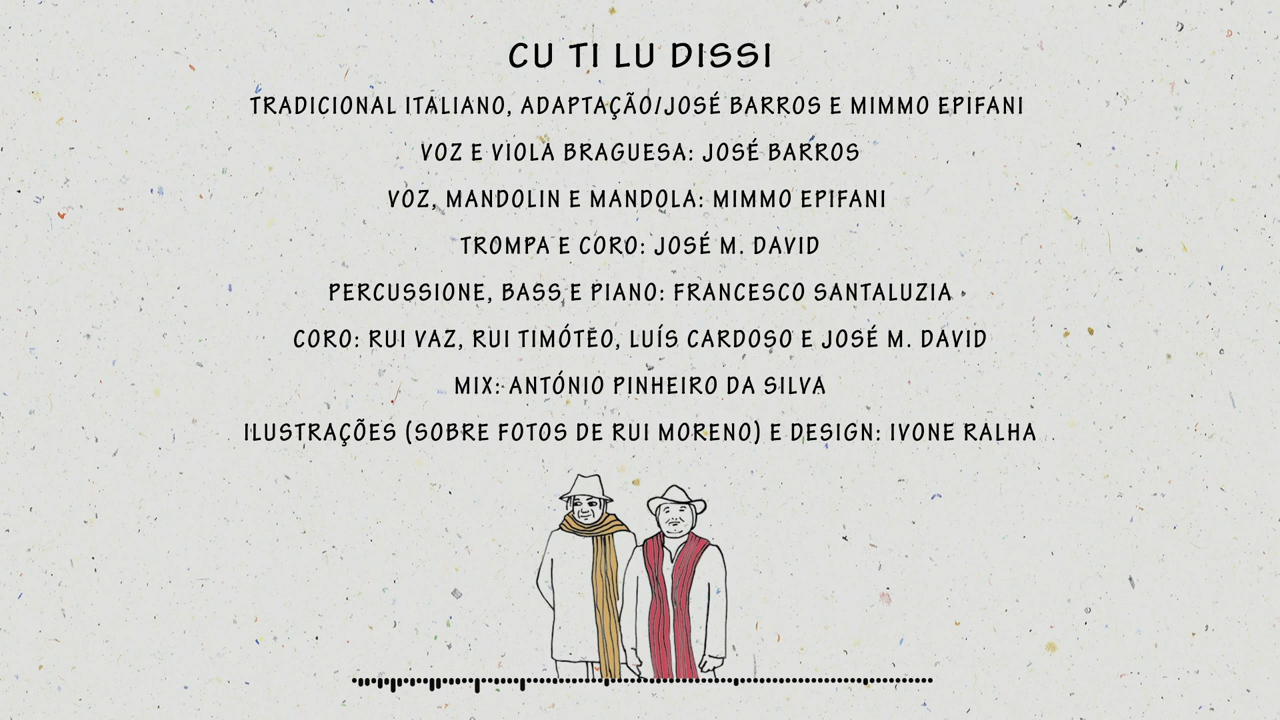 CU TI LU DISSI
TRADICIONAL ITALIANO, ADAPTAÇÃO/JOSÉ BARROS E MIMMO EPIFANI
VOZ E VIOLA BRAGUESA: JOSÉ BARROS
VOZ, MANDOLIN E MANDOLA: MIMMO EPIFANI
TROMPA E CORO: JOSÉ M. DAVID
PERCUSSIONE, BASS E PIANO: FRANCESCO SANTALUZIA
CORO: RUI VAZ, RUI TIMÓTEO, LUÍS CARDOSO E JOSÉ M. DAVID
MIX: ANTÓNIO PINHEIRO DA SILVA
ILUSTRAÇÕES (SOBRE FOTOS DE RUI MORENO) E DESIGN: IVONE RALHA